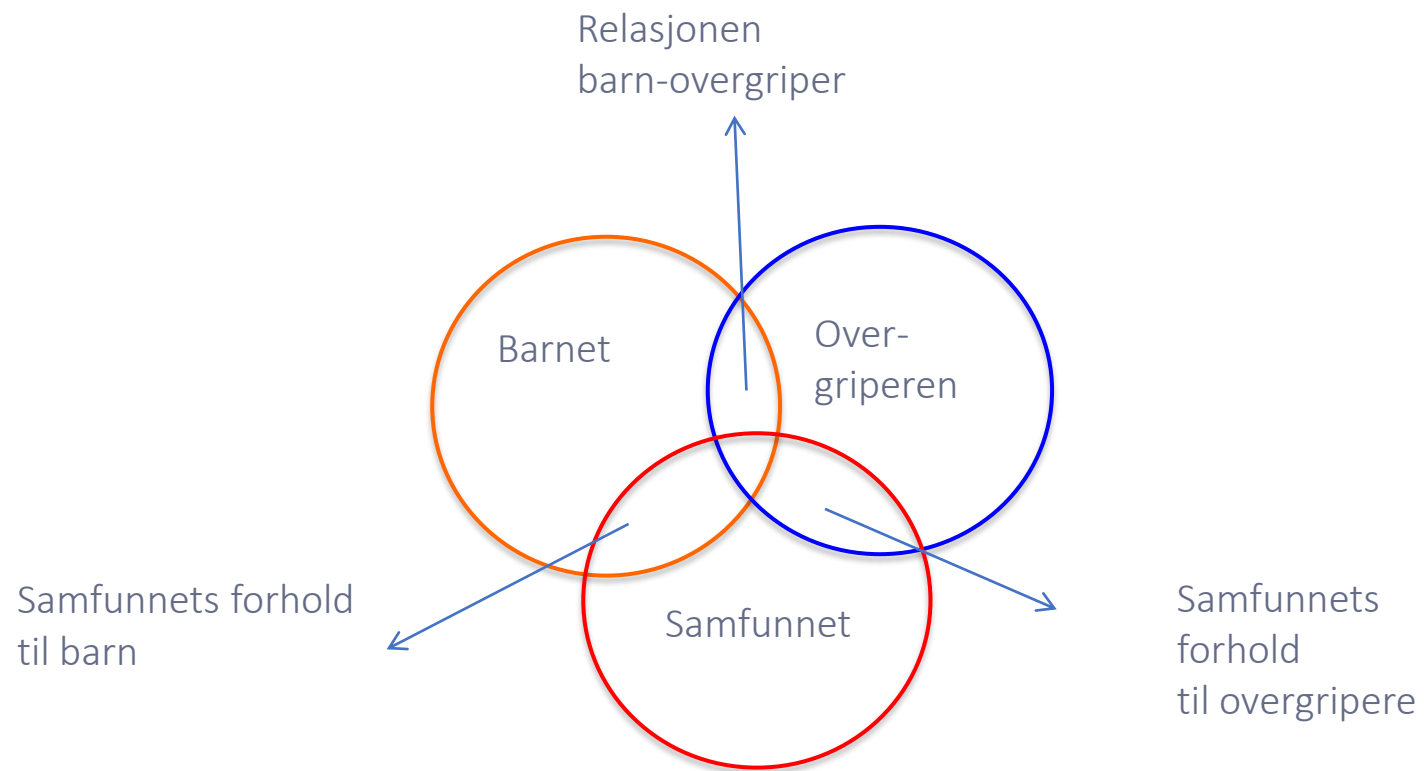 Relasjonen
barn-overgriper
Barnet
Over-
griperen
Samfunnets forhold
til barn
Samfunnet
Samfunnets
forhold
til overgripere